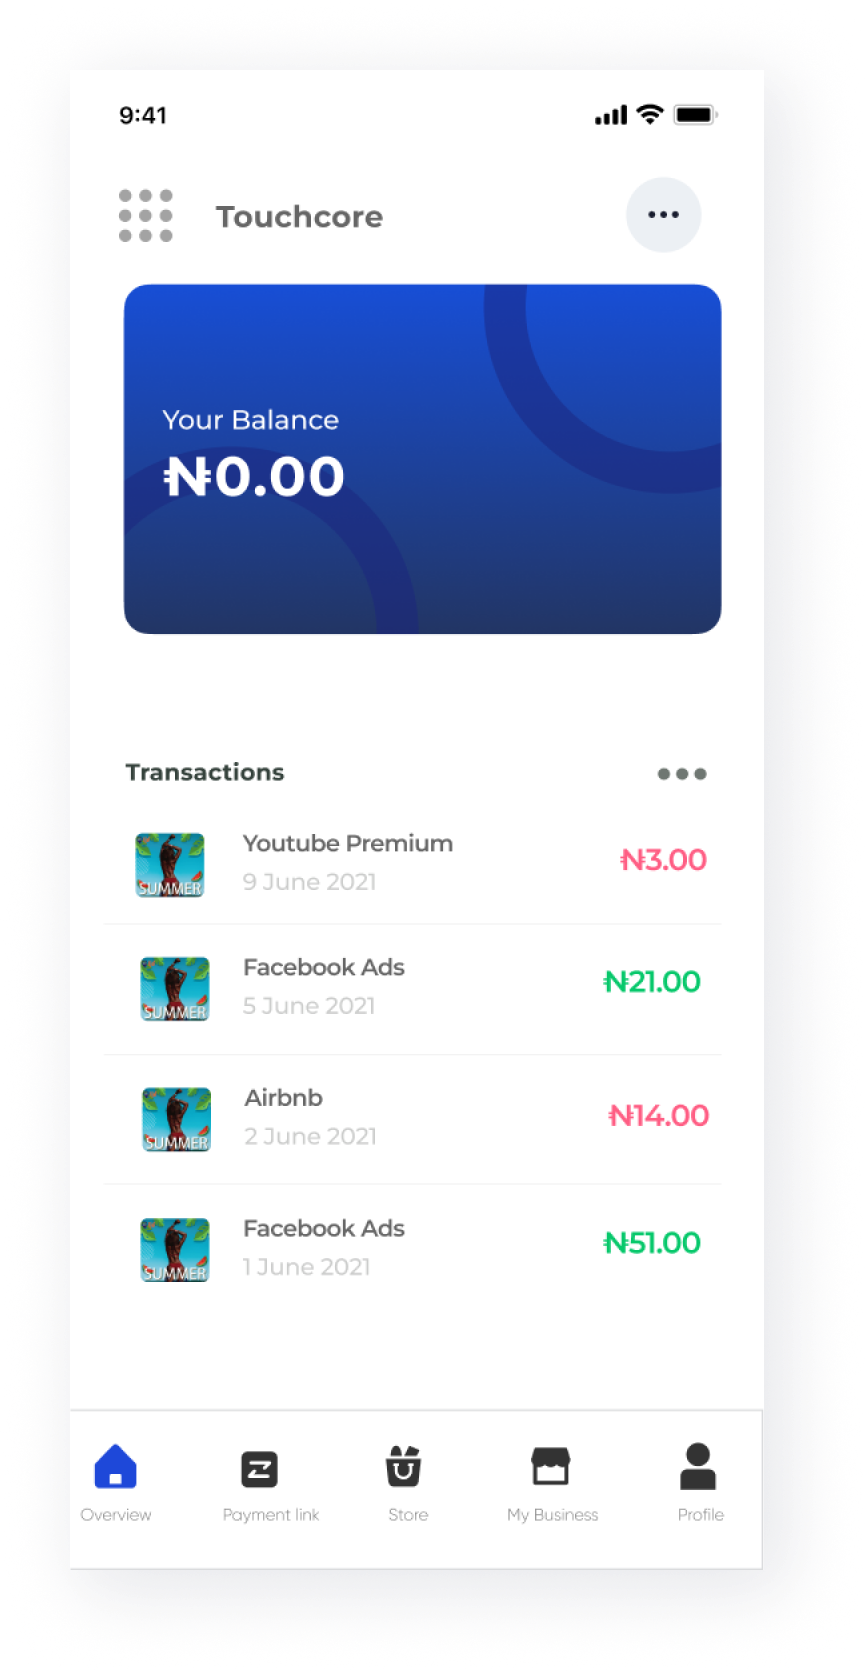 9:41
Touchcore
Your Balance
₦0.00
Transactions
Youtube Premium
₦3.00
9 June 2021
SUMMER
Facebook Ads
₦21.00
5 June 2021
SUMMER
Airbnb
₦14.00
2 June 2021
SUMMER
Facebook Ads
₦51.00
1 June 2021
SUMMER
Overview
Payment link
Store
My Business
Profile